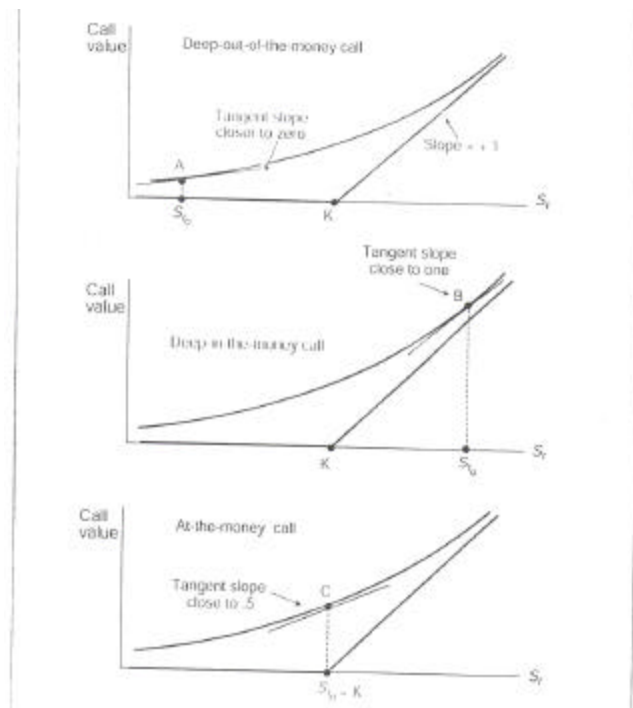 Call
value
Deep-out-of-the-money call
Tangent slope
closer to zero
A
Slope = + 1
K
Tangent slope
close to one
Call
value
B
Deep-in-the-money call
K
Call
value
At-the-money call
Tangent slope
close to .5
C